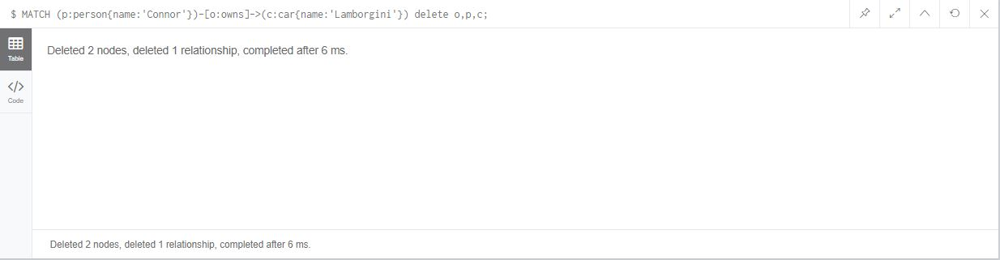 $ MATCH (p:person{name:'Connor'})-[o:owns]->(c:car{name:'Lamborgini'}) delete o,p,c;
Table
Deleted 2 nodes, deleted 1 relationship, completed after 6 ms.
</>
Code
Deleted 2 nodes, deleted 1 relationship, completed after 6 ms.